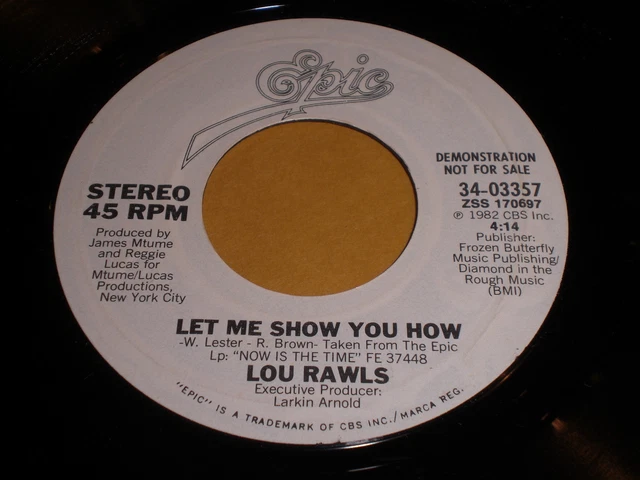 Epic
DEMONSTRATION
NOT FOR SALE
STEREO
45 RPM
34-03357
ZSS 170697
℗ 1982 CBS Inc.
4:14
Publisher:
Frozen Butterfly
Music Publishing/
Diamond in the
Rough Music
(BMI)
Produced by
James Mtume
and Reggie
Lucas for
Mtume/Lucas
Productions,
New York City
LET ME SHOW YOU HOW
-W. Lester - R. Brown- Taken From The Epic
Lp: "NOW IS THE TIME" FE 37448
LOU RAWLS
Executive Producer:
Larkin Arnold
"EPIC" IS A TRADEMARK OF CBS INC./MARCA REG.